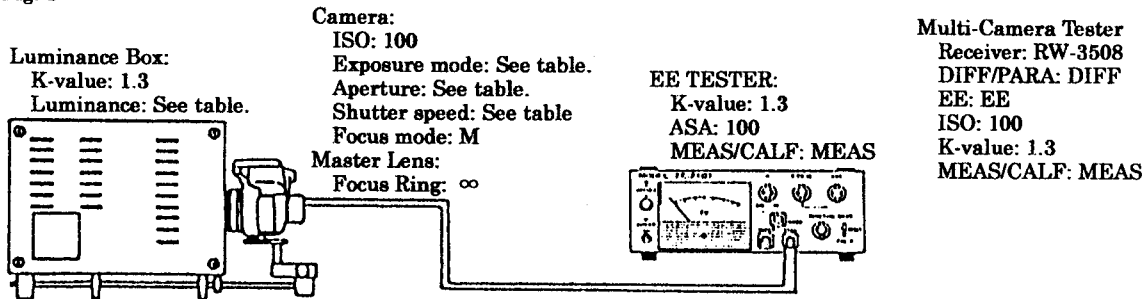 Camera:
ISO: 100
Exposure mode: See table.
Aperture: See table.
Shutter speed: See table
Focus mode: M
Master Lens:
Focus Ring: ∞
Luminance Box:
K-value: 1.3
Luminance: See table.
EE TESTER:
K-value: 1.3
ASA: 100
MEAS/CALF: MEAS
Multi-Camera Tester
Receiver: RW-3508
DIFF/PARA: DIFF
EE: EE
ISO: 100
K-value: 1.3
MEAS/CALF: MEAS